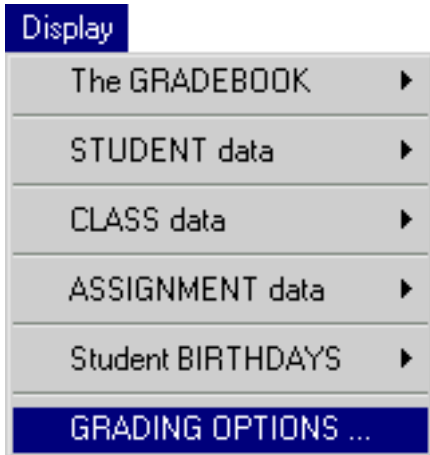 Display
The GRADEBOOK
STUDENT data
CLASS data
ASSIGNMENT data
Student BIRTHDAYS
GRADING OPTIONS ...